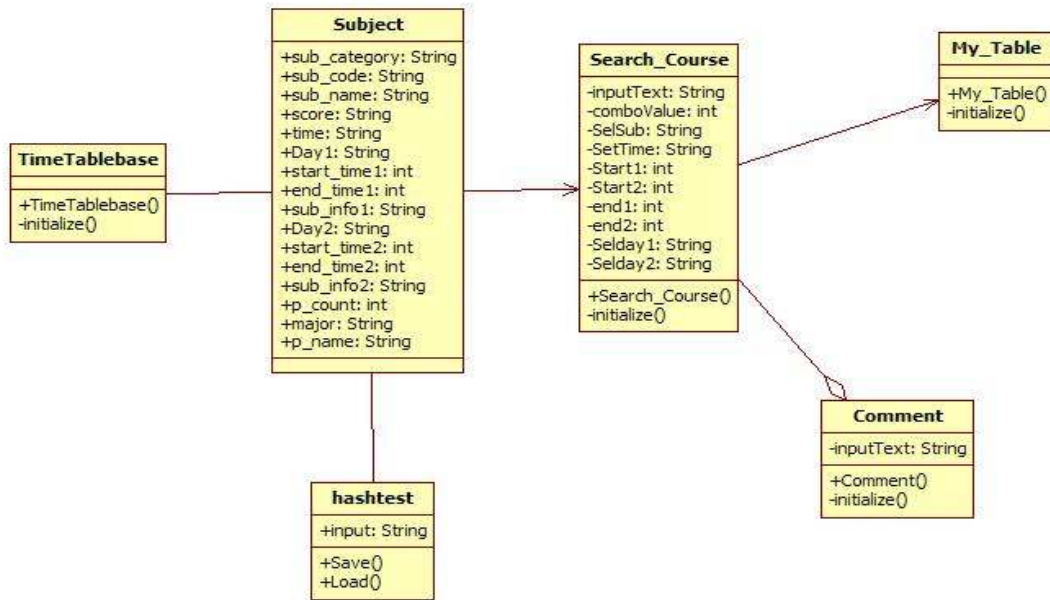 TimeTablebase
+TimeTablebase()
-initialize()
Subject
+sub_category: String
+sub_code: String
+sub_name: String
+score: String
+time: String
+Day1: String
+start_time1: int
+end_time1: int
+sub_info1: String
+Day2: String
+start_time2: int
+end_time2: int
+sub_info2: String
+p_count: int
+major: String
+p_name: String
hashtest
+input: String
+Save()
+Load()
Search_Course
-inputText: String
-comboValue: int
-SelSub: String
-SetTime: String
-Start1: int
-Start2: int
-end1: int
-end2: int
-Selday1: String
-Selday2: String
+Search_Course()
-initialize()
My_Table
+My_Table()
-initialize()
Comment
-inputText: String
+Comment()
-initialize()